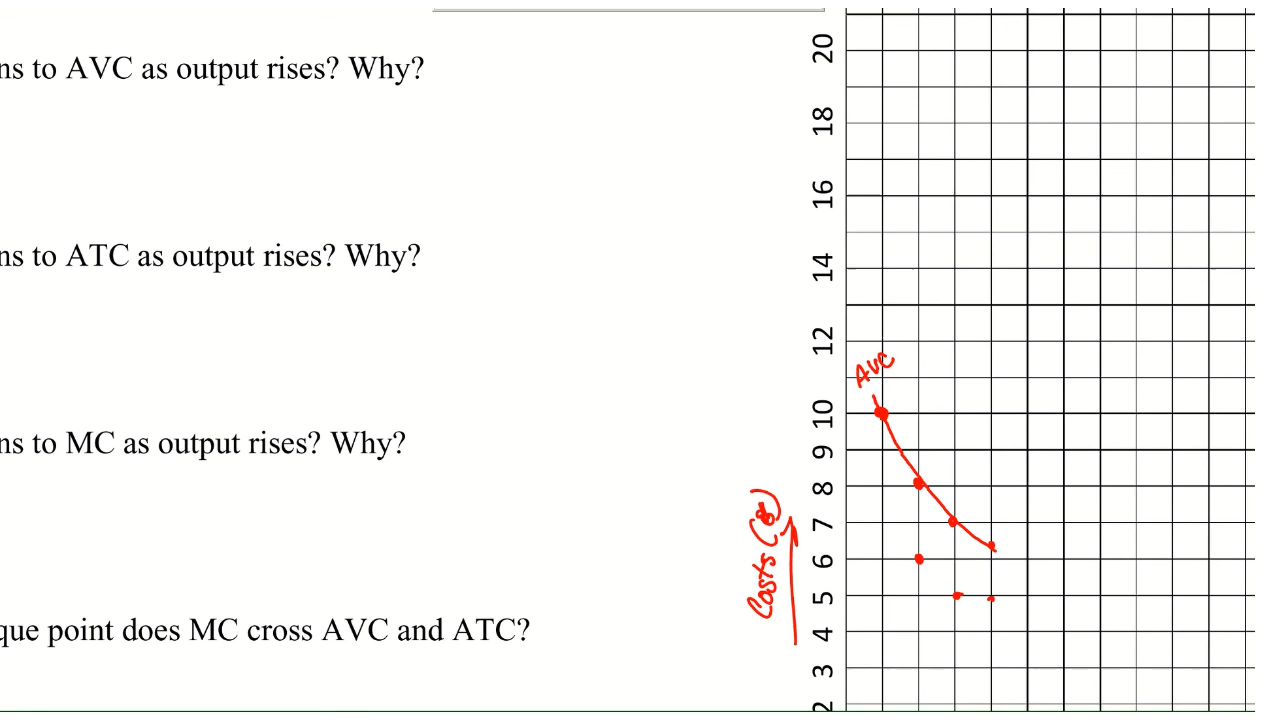 ns to AVC as output rises? Why?
ns to ATC as output rises? Why?
ns to MC as output rises? Why?
que point does MC cross AVC and ATC?
20
18
16
14
12
10
9
8
7
6
5
4
3
2
AVC
Costs ($)